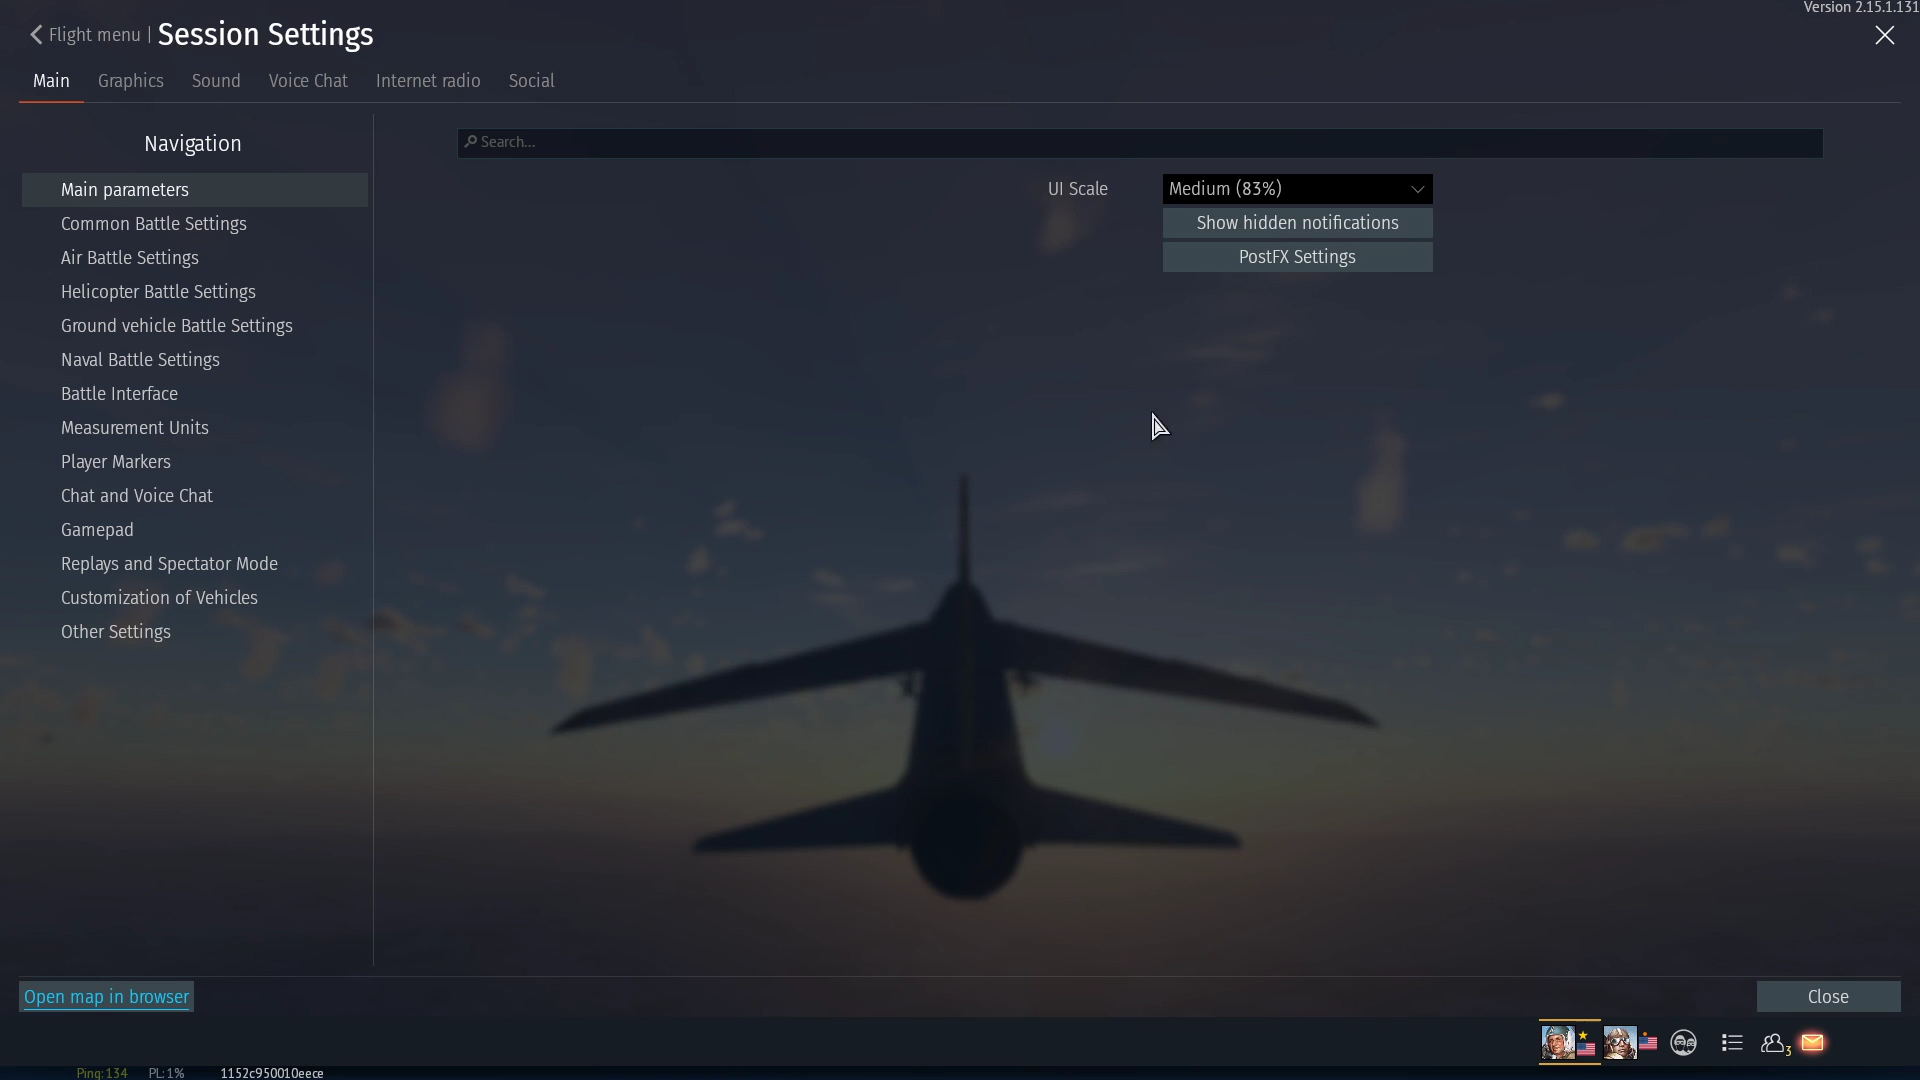 Version 2.15.1.131
Flight menu | Session Settings
Main Graphics Sound Voice Chat Internet radio Social
Navigation
Search...
Main parameters
UI Scale Medium (83%)
Common Battle Settings
Show hidden notifications
Air Battle Settings
PostFX Settings
Helicopter Battle Settings
Ground vehicle Battle Settings
Naval Battle Settings
Battle Interface
Measurement Units
Player Markers
Chat and Voice Chat
Gamepad
Replays and Spectator Mode
Customization of Vehicles
Other Settings
Open map in browser
Close
3
Ping:134 PL:1% 1152c950010eece